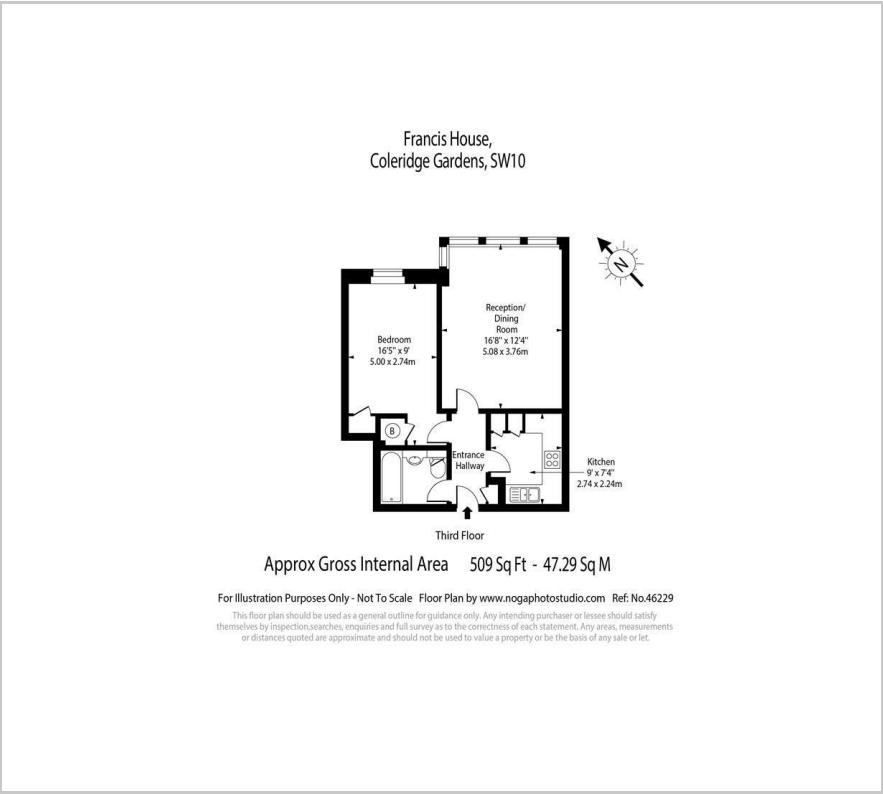 Francis House,
Coleridge Gardens, SW10
N
Reception/
Dining
Room
16'8" x 12'4"
5.08 x 3.76m
Bedroom
16'5" x 9'
5.00 x 2.74m
B
Entrance
Hallway
Kitchen
9' x 7'4"
2.74 x 2.24m
Third Floor
Approx Gross Internal Area 509 Sq Ft - 47.29 Sq M
For Illustration Purposes Only - Not To Scale Floor Plan by www.nogaphotostudio.com Ref: No.46229
This floor plan should be used as a general outline for guidance only. Any intending purchaser or lessee should satisfy
themselves by inspection,searches, enquiries and full survey as to the correctness of each statement. Any areas, measurements
or distances quoted are approximate and should not be used to value a property or be the basis of any sale or let.